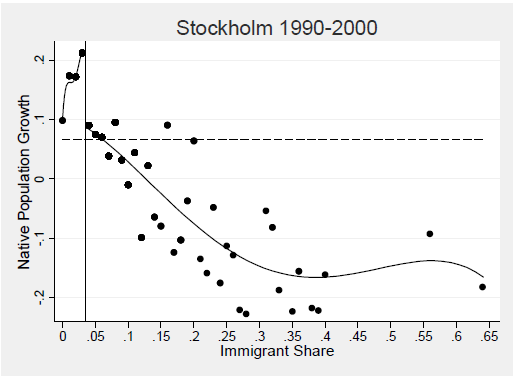 Stockholm 1990-2000
Native Population Growth
.2
.1
0
-.1
-.2
0 .05 .1 .15 .2 .25 .3 .35 .4 .45 .5 .55 .6 .65
Immigrant Share